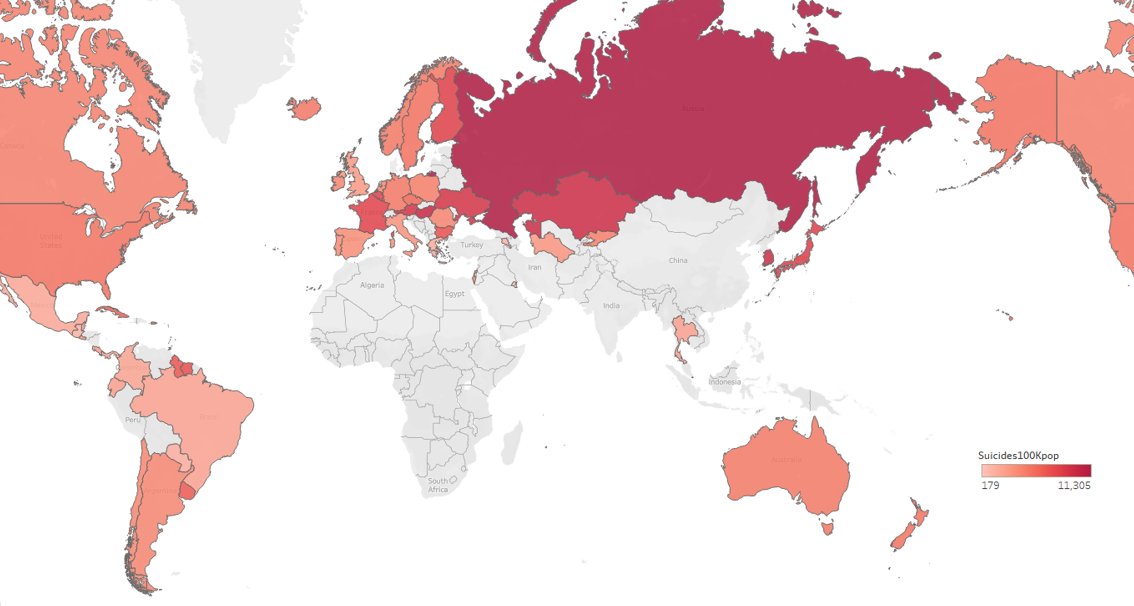 Canada
United
States
Turkey
Iran
China
Algeria
Egypt
India
Indonesia
Peru
Brazil
Argentina
South
Africa
Australia
Russia
Suicides100Kpop
179
11,305